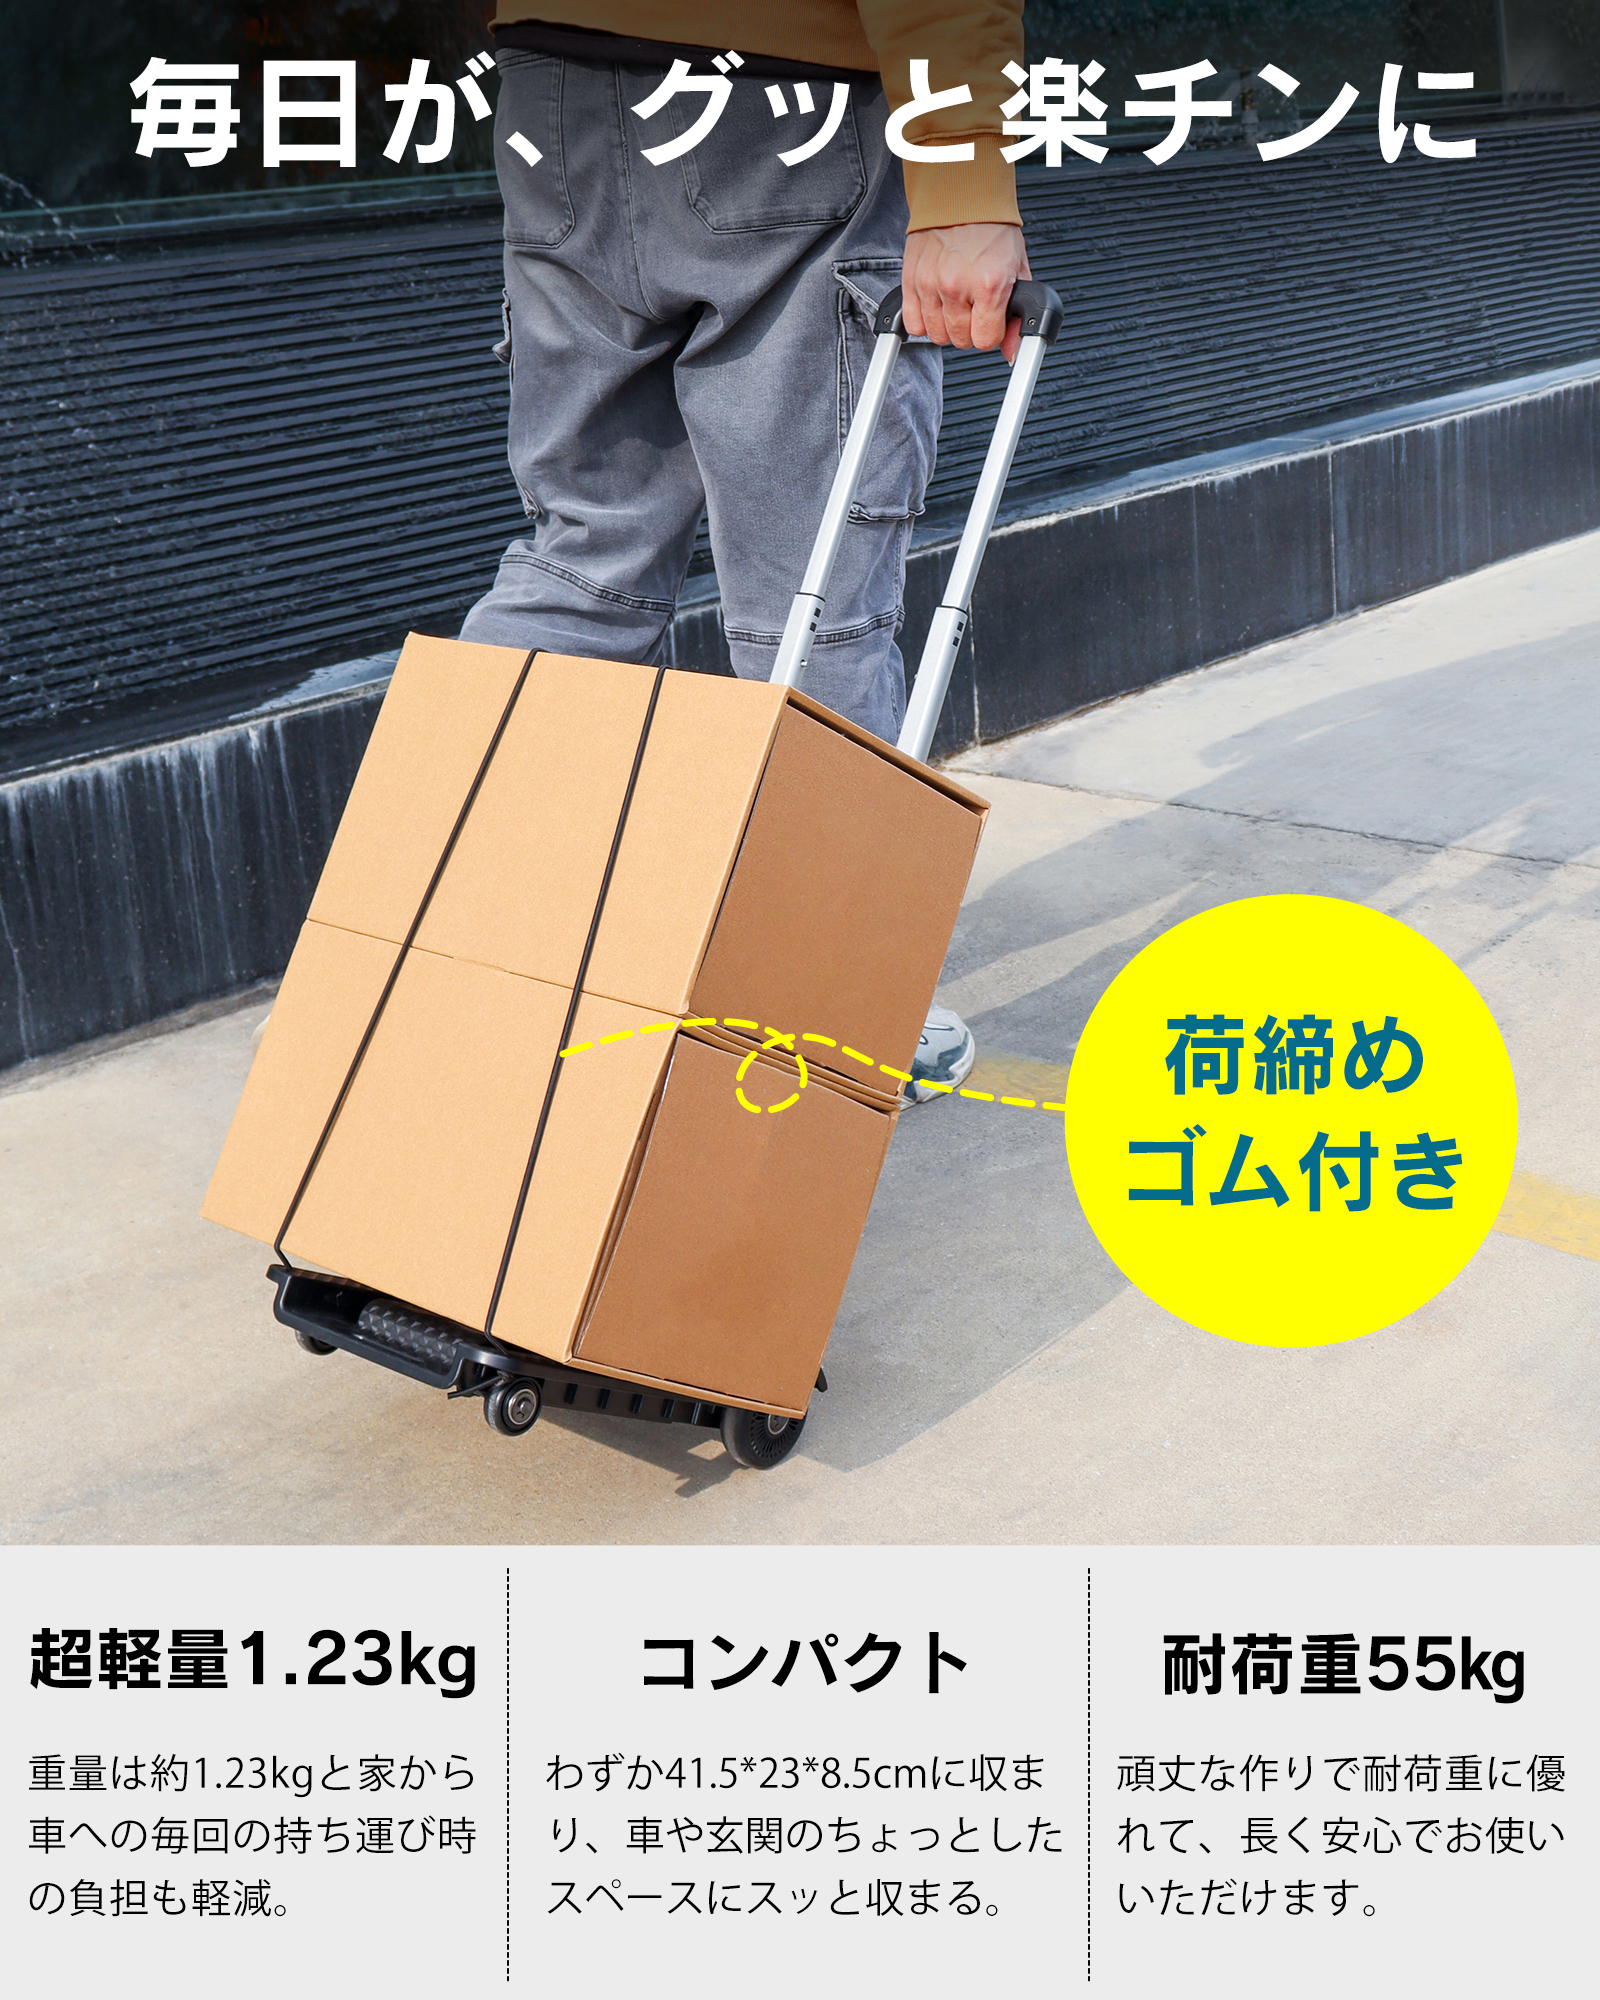 毎日が、グッと楽チンに
荷締め
ゴム付き
超軽量1.23kg
重量は約1.23kgと家から
車への毎回の持ち運び時
の負担も軽減。
コンパクト
わずか41.5*23*8.5cmに収ま
り、車や玄関のちょっとした
スペースにスッと収まる。
耐荷重55kg
頑丈な作りで耐荷重に優
れて、長く安心でお使い
いただけます。